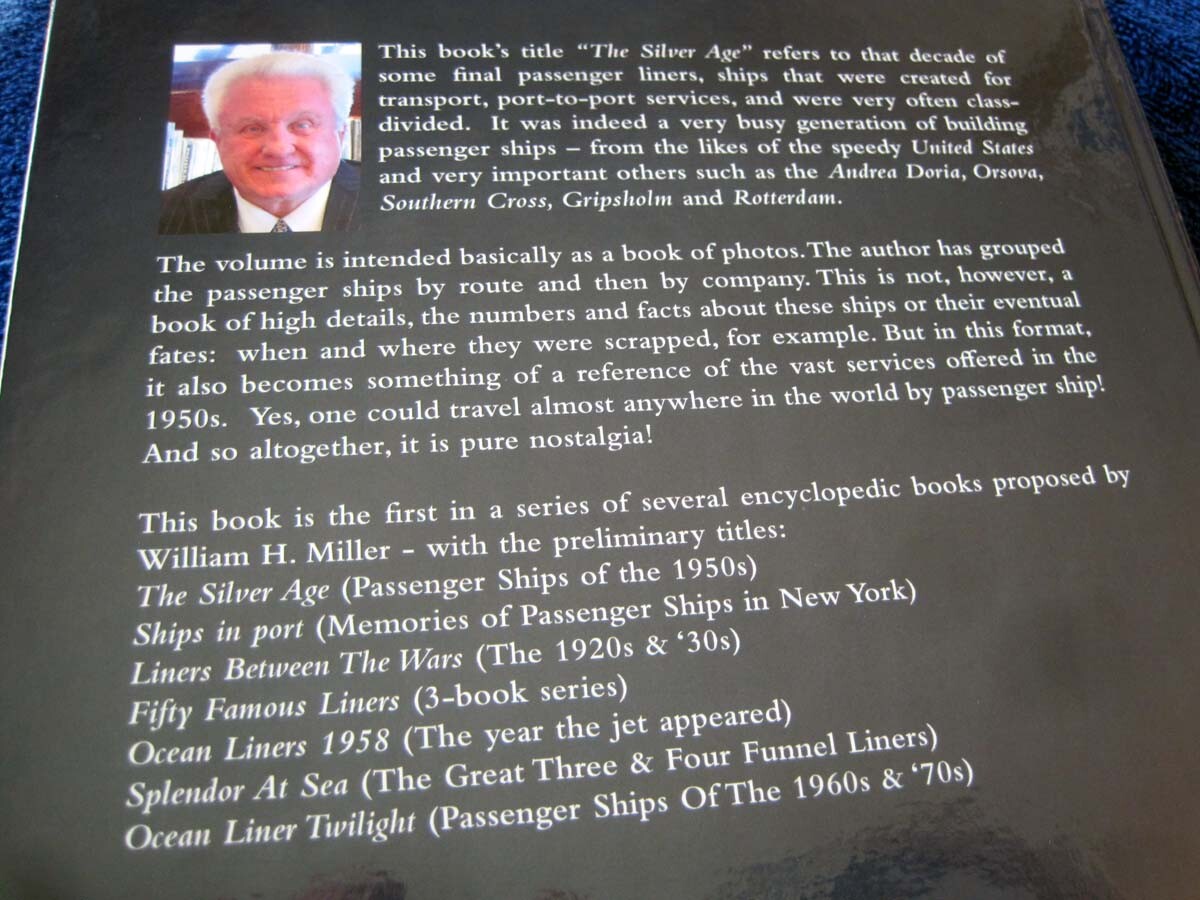 This book's title “The Silver Age” refers to that decade of
some final passenger liners, ships that were created for
transport, port-to-port services, and were very often class-
divided. It was indeed a very busy generation of building
passenger ships – from the likes of the speedy United States
and very important others such as the Andrea Doria, Orsova,
Southern Cross, Gripsholm and Rotterdam.
The volume is intended basically as a book of photos. The author has grouped
the passenger ships by route and then by company. This is not, however, a
book of high details, the numbers and facts about these ships or their eventual
fates: when and where they were scrapped, for example. But in this format,
it also becomes something of a reference of the vast services offered in the
1950s. Yes, one could travel almost anywhere in the world by passenger ship!
And so altogether, it is pure nostalgia!
This book is the first in a series of several encyclopedic books proposed by
William H. Miller - with the preliminary titles:
The Silver Age (Passenger Ships of the 1950s)
Ships in port (Memories of Passenger Ships in New York)
Liners Between The Wars (The 1920s & ‘30s)
Fifty Famous Liners (3-book series)
Ocean Liners 1958 (The year the jet appeared)
Splendor At Sea (The Great Three & Four Funnel Liners)
Ocean Liner Twilight (Passenger Ships Of The 1960s & ‘70s)